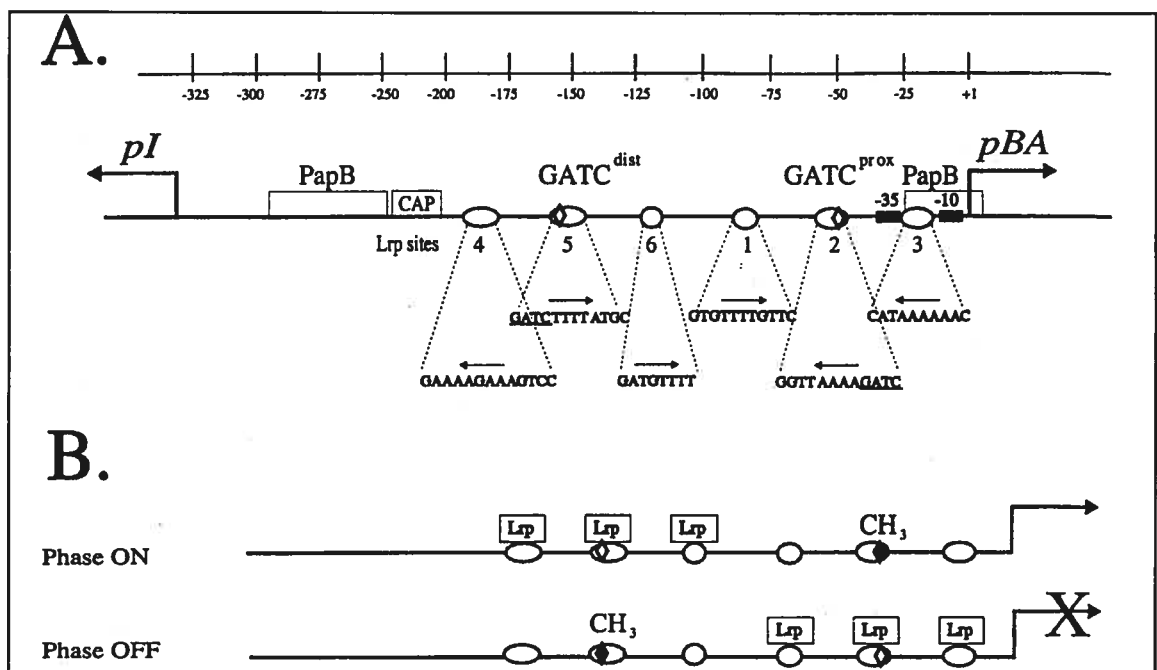 A.
-325 -300 -275 -250 -200 -175 -150 -125 -100 -75 -50 -25 +1
pI PapB CAP GATC dist GATC prox PapB pBA
-35 -10
Lrp sites 4 5 6 1 2 3
GATCTTTTATGC GTGTTTTGTTC CATAAAAAAC
GAAAAGAAAGTCC GATGTTTT GGTTAAAAGATC
B.
Phase ON Lrp Lrp Lrp CH3
Phase OFF CH3 Lrp Lrp Lrp X